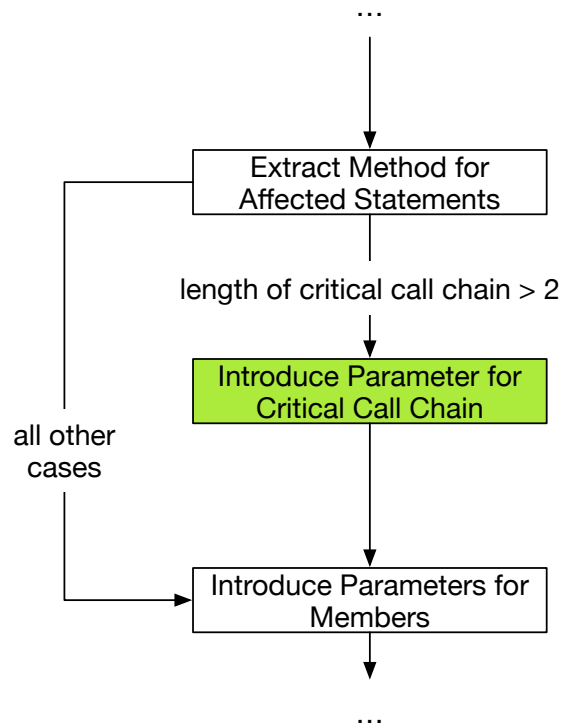 ...
Extract Method for
Affected Statements
length of critical call chain > 2
Introduce Parameter for
Critical Call Chain
all other
cases
Introduce Parameters for
Members
...